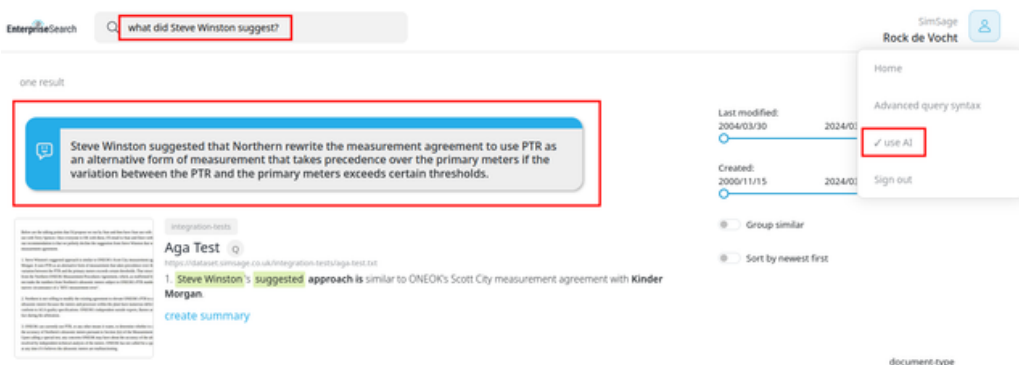 EnterpriseSearch
what did Steve Winston suggest?
SimSage
Rock de Vocht
Home
Advanced query syntax
✓ use AI
Sign out
one result
Steve Winston suggested that Northern rewrite the measurement agreement to use PTR as
an alternative form of measurement that takes precedence over the primary meters if the
variation between the PTR and the primary meters exceeds certain thresholds.
Last modified:
2004/03/30 2024/03
Created:
2000/11/15 2024/03
Group similar
Sort by newest first
integration-tests
Aga Test Q
https://dataset.simsage.co.uk/integration-tests/aga-test.txt
1. Steve Winston's suggested approach is similar to ONEOK's Scott City measurement agreement with Kinder
Morgan.
create summary
document-type